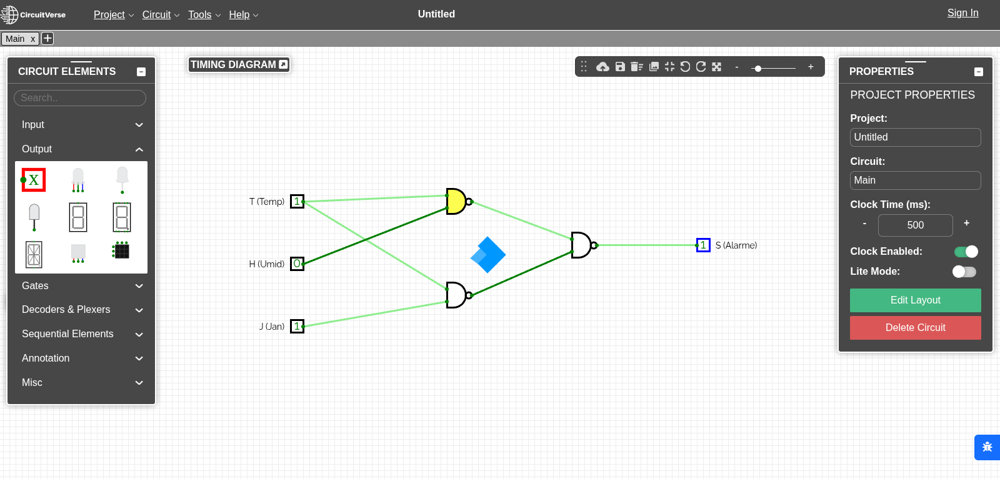 CircuitVerse
Project
Circuit
Tools
Help
Untitled
Sign In
Main x +
CIRCUIT ELEMENTS
Search..
Input
Output
X
Gates
Decoders & Plexers
Sequential Elements
Annotation
Misc
TIMING DIAGRAM
- +
T (Temp) 1
H (Umid) 0
J (Jan) 1
1 S (Alarme)
PROPERTIES
PROJECT PROPERTIES
Project:
Untitled
Circuit:
Main
Clock Time (ms):
- 500 +
Clock Enabled:
Lite Mode:
Edit Layout
Delete Circuit